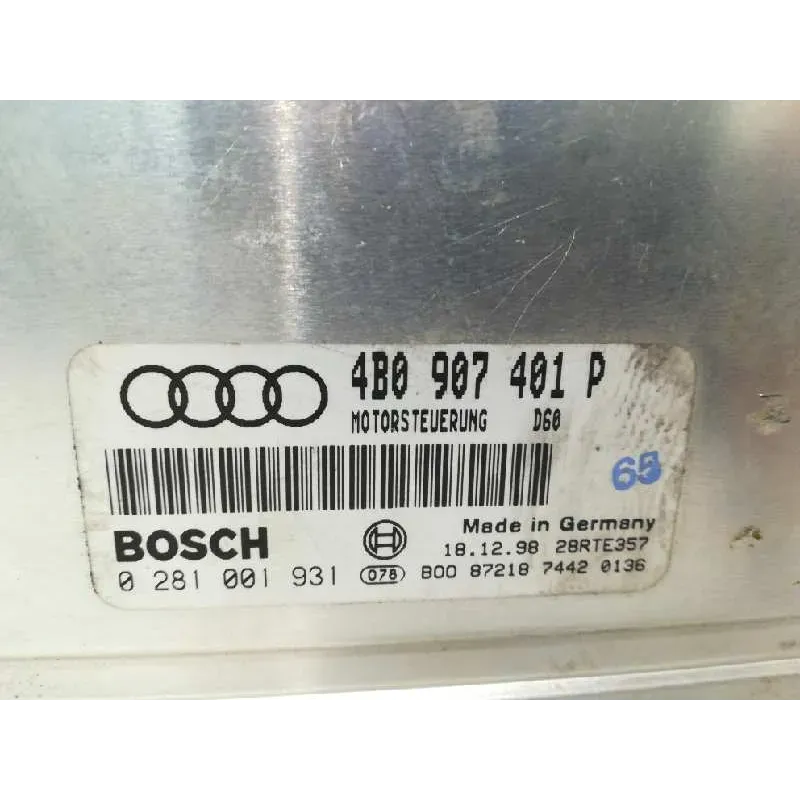 4B0 907 401 P
MOTORSTEUERUNG D60
65
BOSCH
Made in Germany
18.12.98 28RTE357
0 281 001 931 078 800 87218 7442 0136